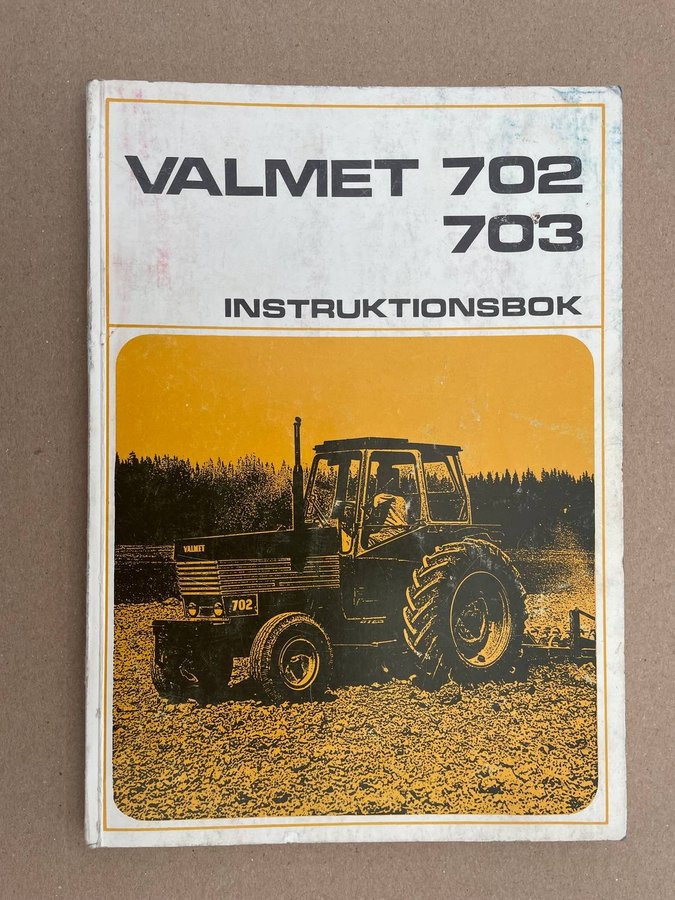 VALMET 702
703
INSTRUKTIONSBOK
VALMET
702